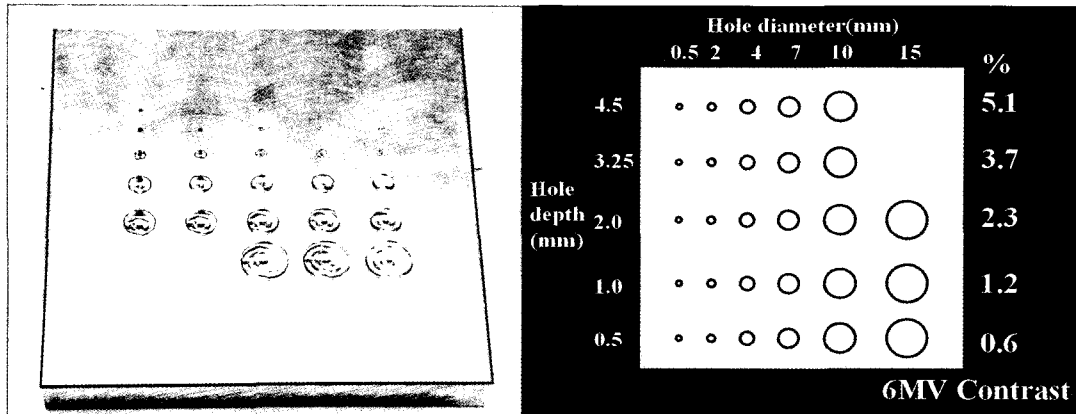 Hole diameter(mm)
0.5 2 4 7 10 15 %
4.5 5.1
3.25 3.7
Hole
depth
(mm)
2.0 2.3
1.0 1.2
0.5 0.6
6MV Contrast